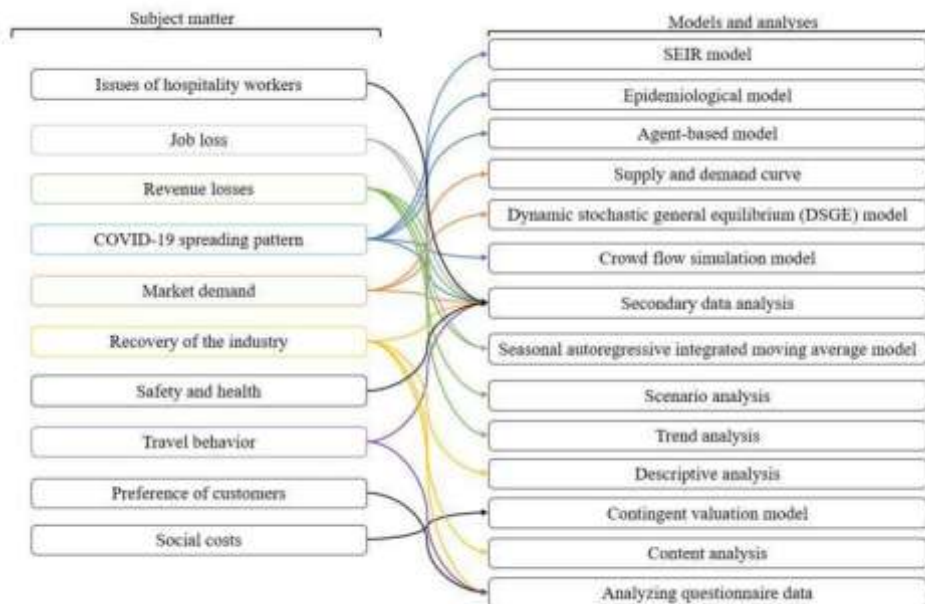 Subject matter
Issues of hospitality workers
Job loss
Revenue losses
COVID-19 spreading pattern
Market demand
Recovery of the industry
Safety and health
Travel behavior
Preference of customers
Social costs
Models and analyses
SEIR model
Epidemiological model
Agent-based model
Supply and demand curve
Dynamic stochastic general equilibrium (DSGE) model
Crowd flow simulation model
Secondary data analysis
Seasonal autoregressive integrated moving average model
Scenario analysis
Trend analysis
Descriptive analysis
Contingent valuation model
Content analysis
Analyzing questionnaire data